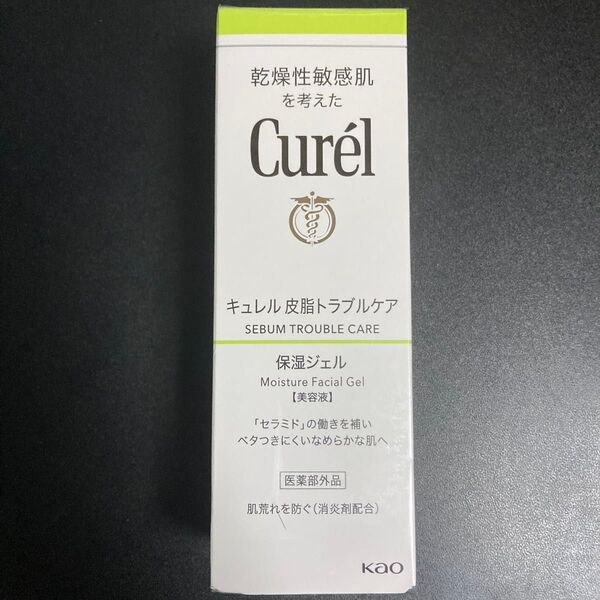 乾燥性敏感肌
を考えた
Curél
キュレル 皮脂トラブルケア
SEBUM TROUBLE CARE
保湿ジェル
Moisture Facial Gel
【美容液】
「セラミド」の働きを補い
ベタつきにくいなめらかな肌へ
医薬部外品
肌荒れを防ぐ(消炎剤配合)
Kao